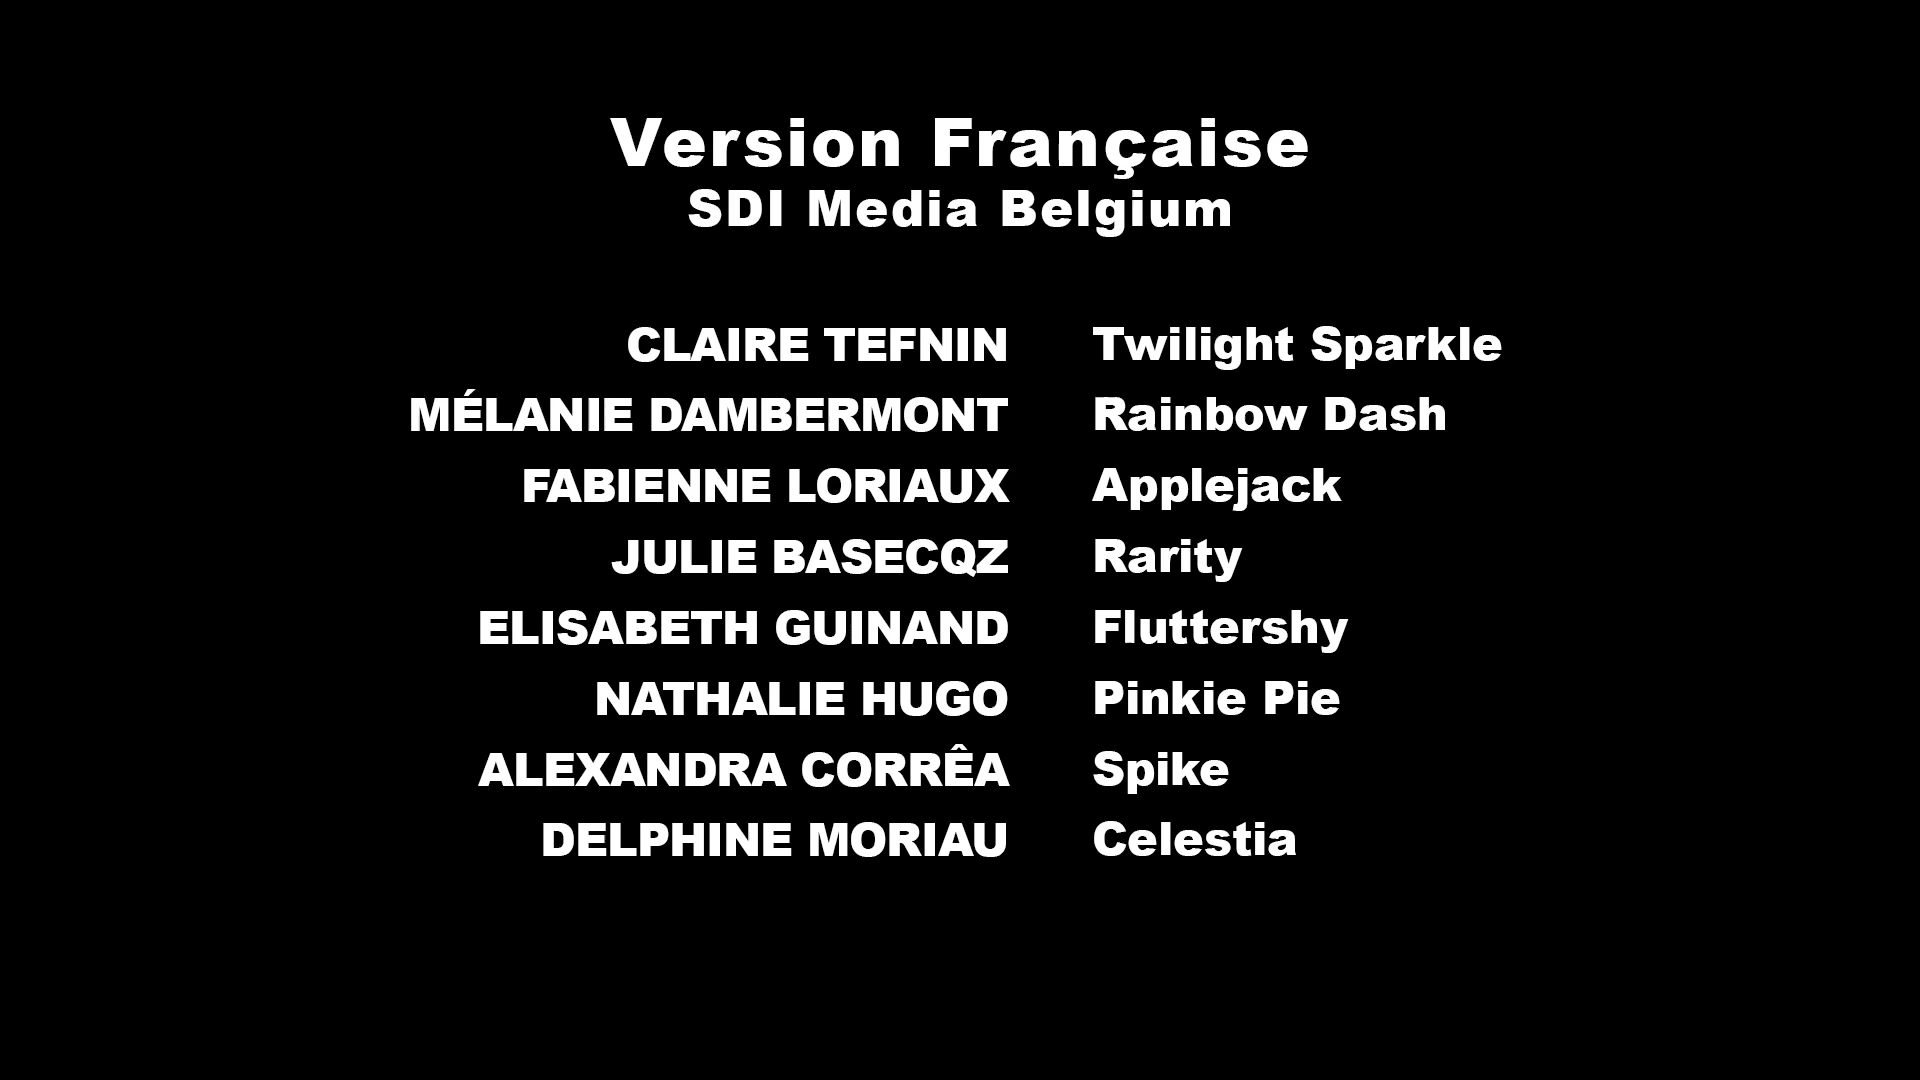 Version Française
SDI Media Belgium
CLAIRE TEFNIN Twilight Sparkle
MÉLANIE DAMBERMONT Rainbow Dash
FABIENNE LORIAUX Applejack
JULIE BASECQZ Rarity
ELISABETH GUINAND Fluttershy
NATHALIE HUGO Pinkie Pie
ALEXANDRA CORRÊA Spike
DELPHINE MORIAU Celestia